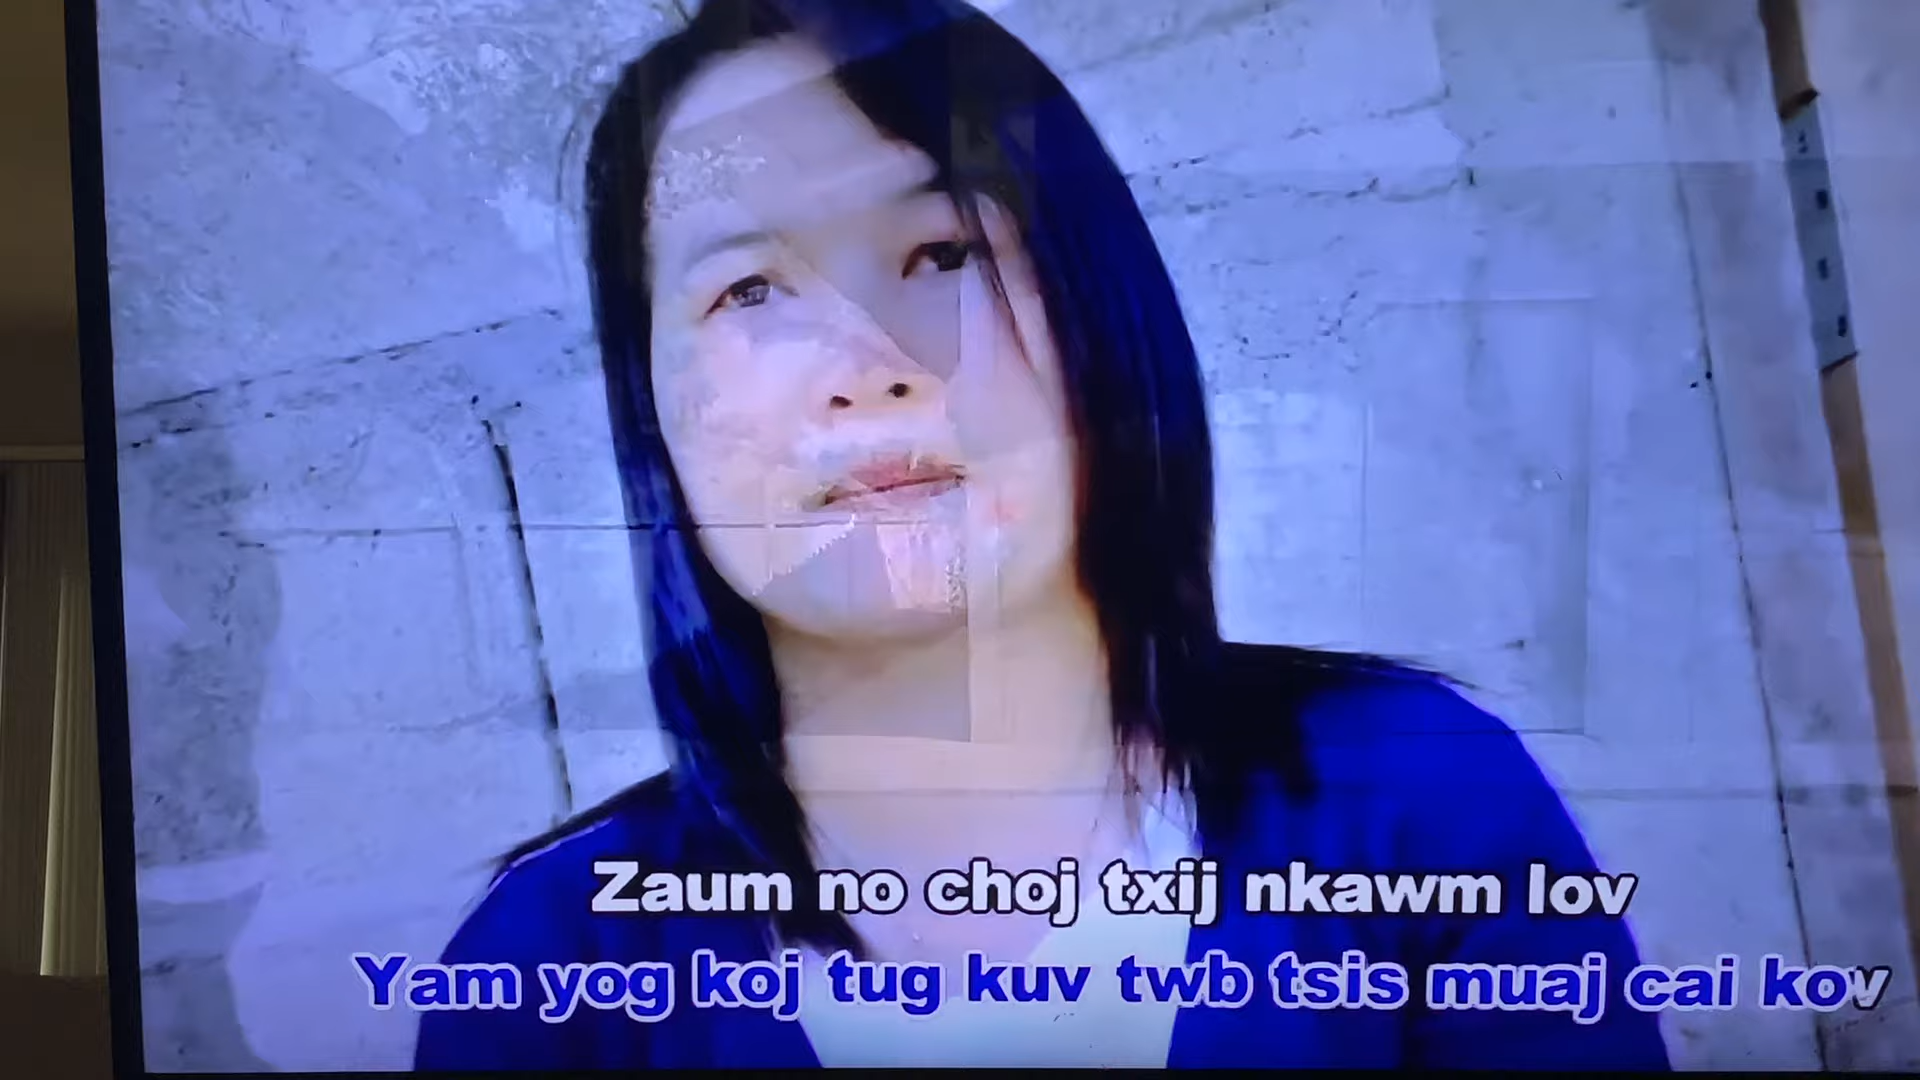 Zaum no choj txij nkawm lov
Yam yog koj tug kuv twb tsis muaj cai kov